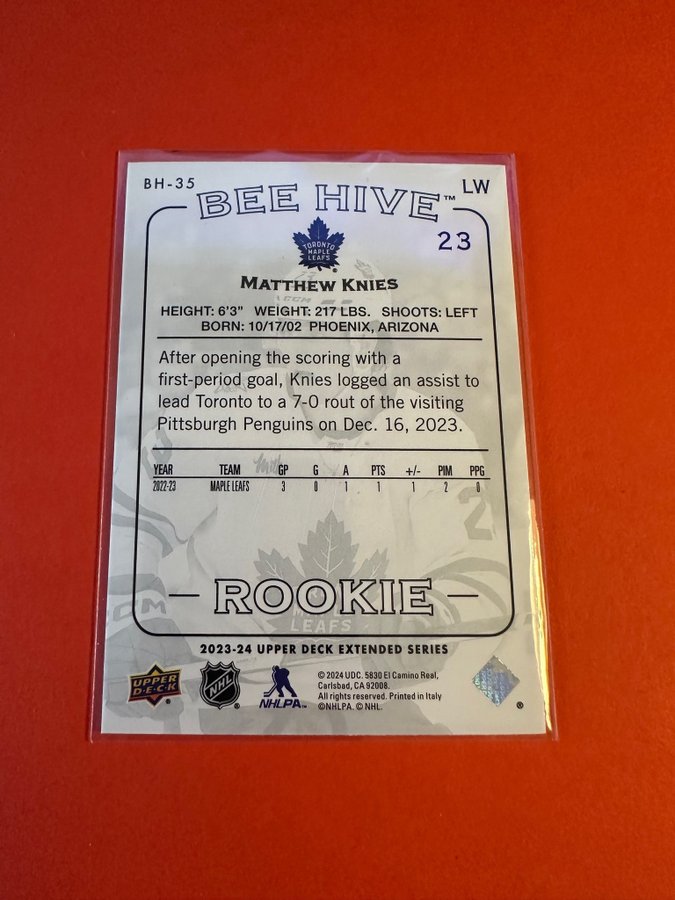 BH-35
LW
BEE HIVE™
23
TORONTO
MAPLE
LEAFS
MATTHEW KNIES
HEIGHT: 6'3" WEIGHT: 217 LBS. SHOOTS: LEFT
BORN: 10/17/02 PHOENIX, ARIZONA
After opening the scoring with a
first-period goal, Knies logged an assist to
lead Toronto to a 7-0 rout of the visiting
Pittsburgh Penguins on Dec. 16, 2023.
YEAR TEAM GP G A PTS +/- PIM PPG
2022-23 MAPLE LEAFS 3 0 1 1 1 2 0
ROOKIE
LEAFS
2023-24 UPPER DECK EXTENDED SERIES
UPPER
DECK
NHL
NHLPA™
© 2024 UDC. 5830 El Camino Real,
Carlsbad, CA 92008.
All rights reserved. Printed in Italy
©NHLPA. © NHL.
®